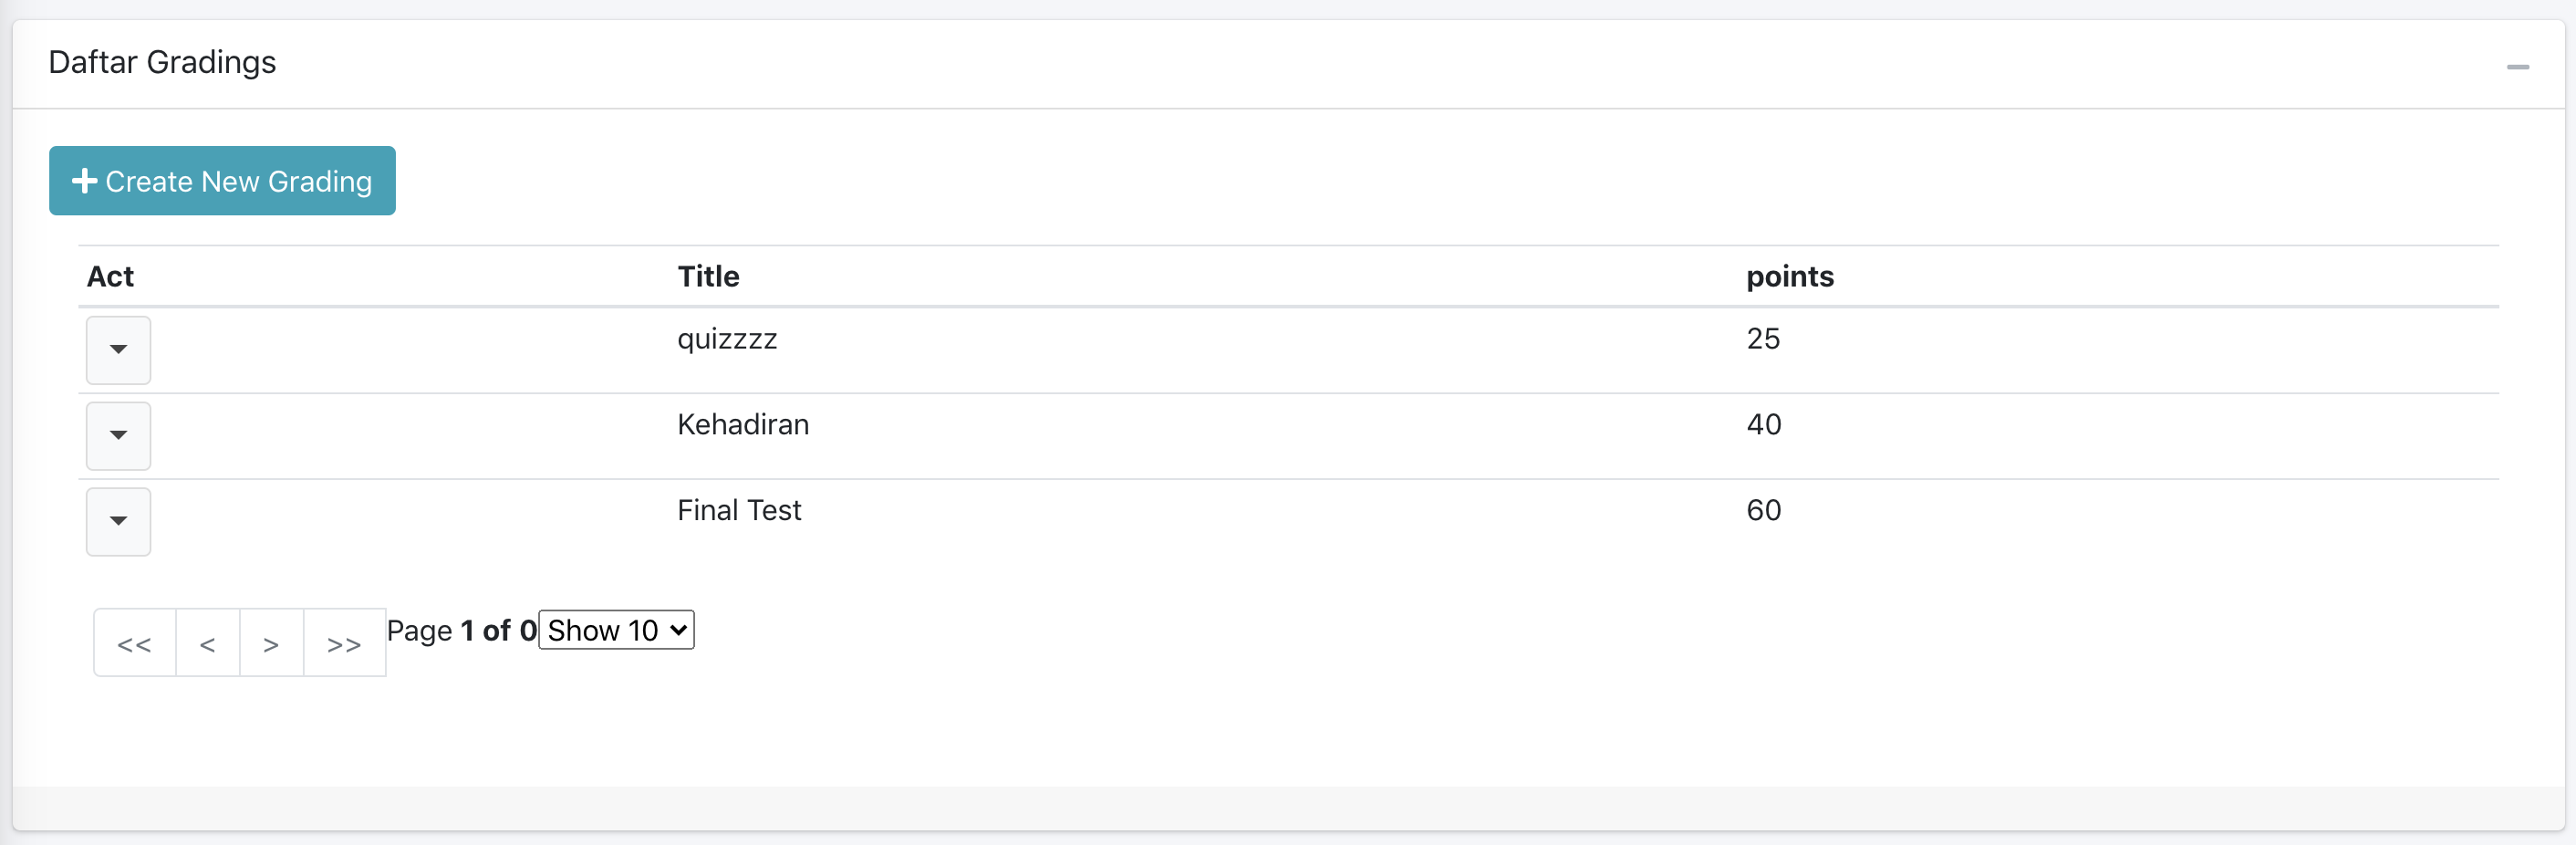 Daftar Gradings
Create New Grading
Act Title points
quizzzz 25
Kehadiran 40
Final Test 60
<< < > >> Page 1 of 0 Show 10